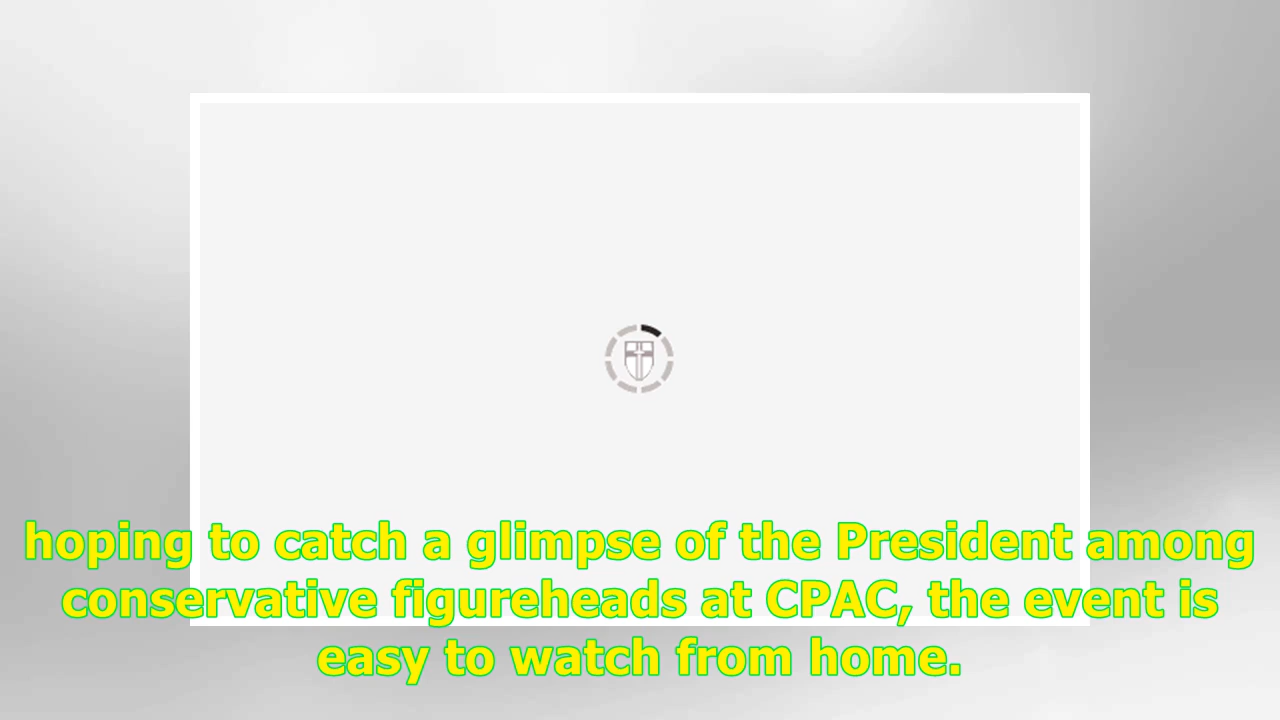 hoping to catch a glimpse of the President among
conservative figureheads at CPAC, the event is
easy to watch from home.